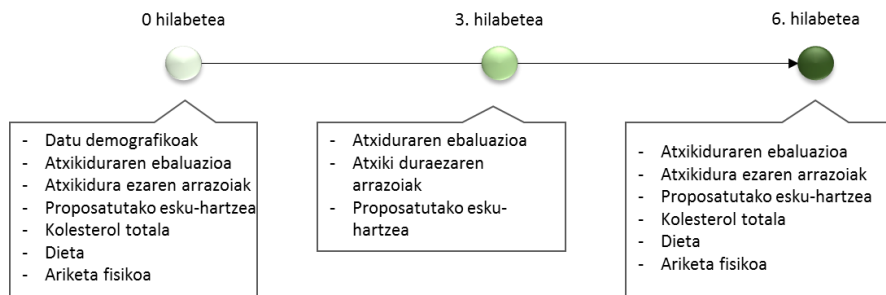 0 hilabetea
3. hilabetea
6. hilabetea
- Datu demografikoak
- Atxikiduraren ebaluazioa
- Atxikidura ezaren arrazoiak
- Proposatutako esku-hartzea
- Kolesterol totala
- Dieta
- Ariketa fisikoa
- Atxiduraren ebaluazioa
- Atxiki duraezaren
arrazoiak
- Proposatutako esku-
hartzea
- Atxikiduraren ebaluazioa
- Atxikidura ezaren arrazoiak
- Proposatutako esku-hartzea
- Kolesterol totala
- Dieta
- Ariketa fisikoa